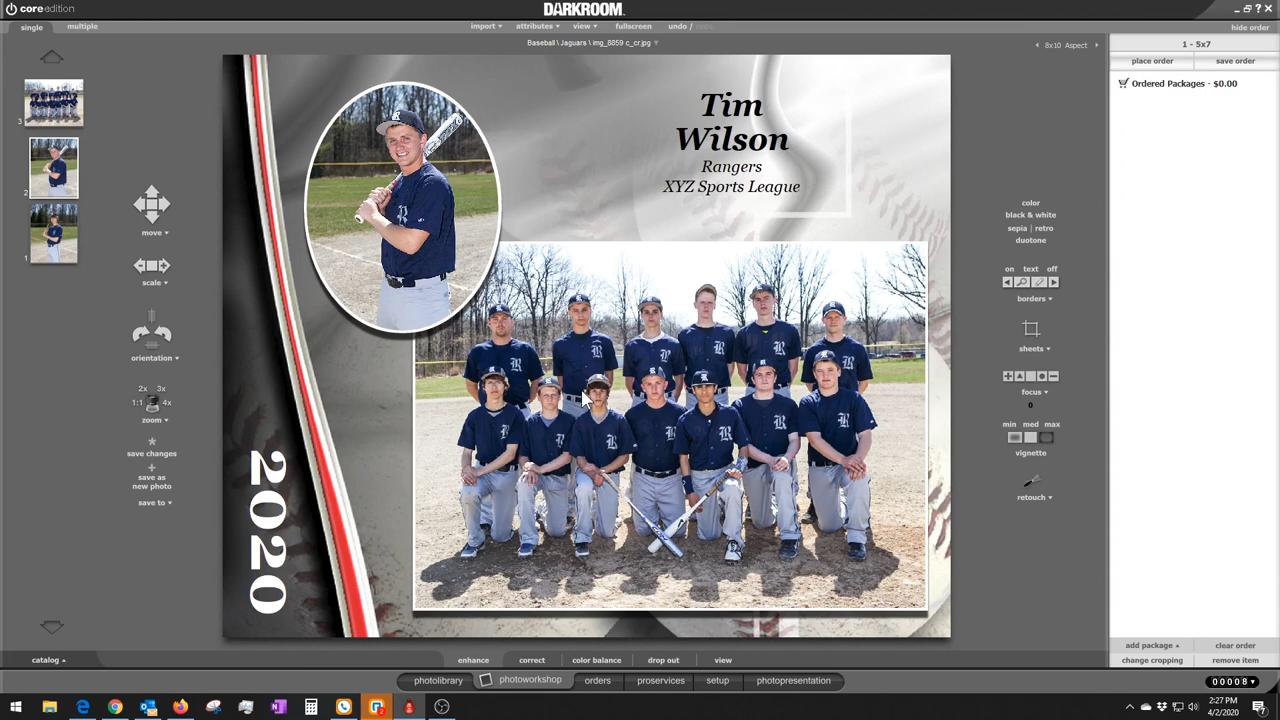 core edition
DARKROOM
hide order
single
multiple
import
attributes
view
fullscreen
undo /
Baseball \ Jaguars \ img_8859 c_cr.jpg
8x10 Aspect
1 - 5x7
place order
save order
Ordered Packages - $0.00
3
2
1
move
scale
orientation
2x 3x
1:1 4x
zoom
save changes
save as
new photo
save to
Tim
Wilson
Rangers
XYZ Sports League
2020
color
black & white
sepia | retro
duotone
on text off
borders
sheets
focus
0
min med max
vignette
retouch
add package
clear order
change cropping
remove item
catalog
enhance
correct
color balance
drop out
view
photolibrary
photoworkshop
orders
proservices
setup
photopresentation
00008
2:27 PM
4/2/2020